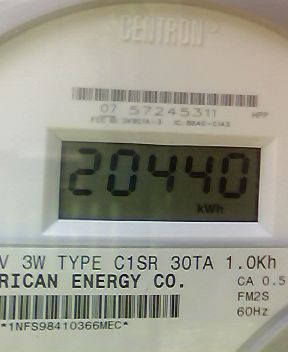 CENTRON
07 57245311 HPP
20440
kWh
V 3W TYPE C1SR 30TA 1.0Kh
RICAN ENERGY CO.
CA 0.5
FM2S
60Hz
*1NFS98410366MEC*